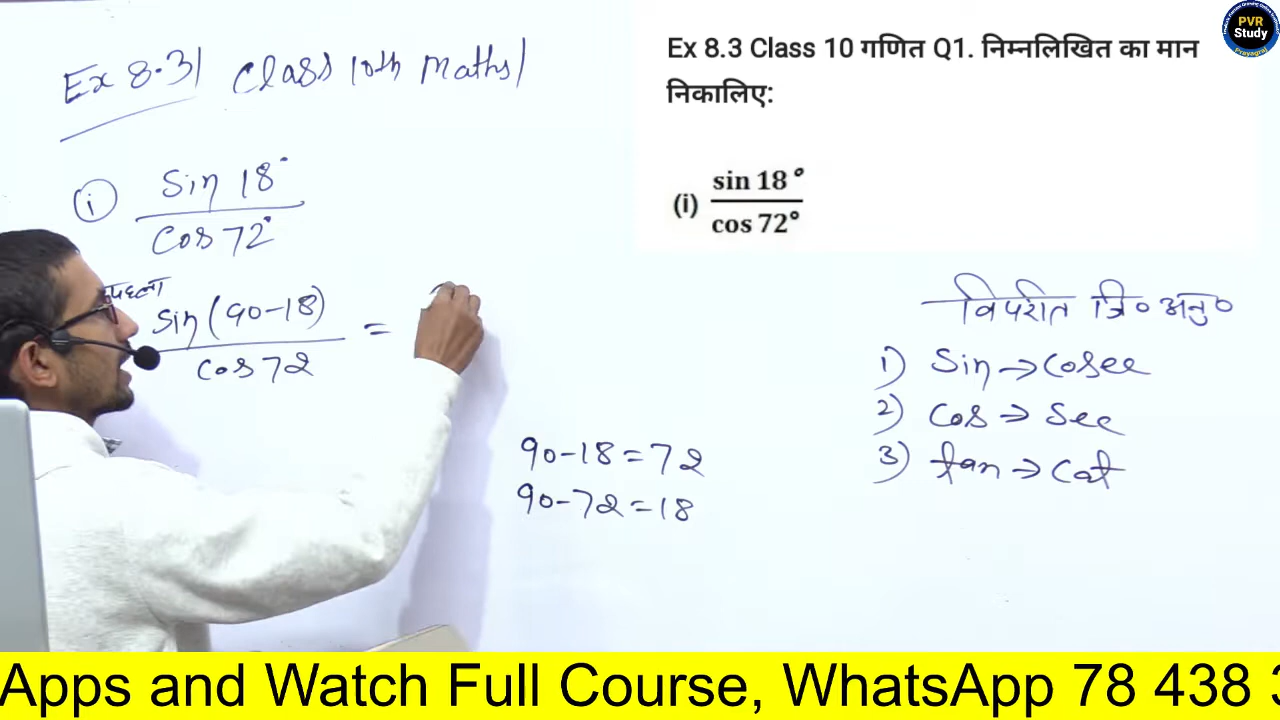 Ex 8.3 Class 10th Maths
Ex 8.3 Class 10 गणित Q1. निम्नलिखित का मान
निकालिए:
(i) sin 18°
cos 72°
(i) Sin 18°
Cos 72°
पहला
Sin(90-18) =
cos 72
90-18=72
90-72=18
विपरीत त्रि० अनु०
1) Sin → Cosec
2) Cos → Sec
3) tan → Cot
PVR
Study
Prayagraj
Apps and Watch Full Course, WhatsApp 78 438 3